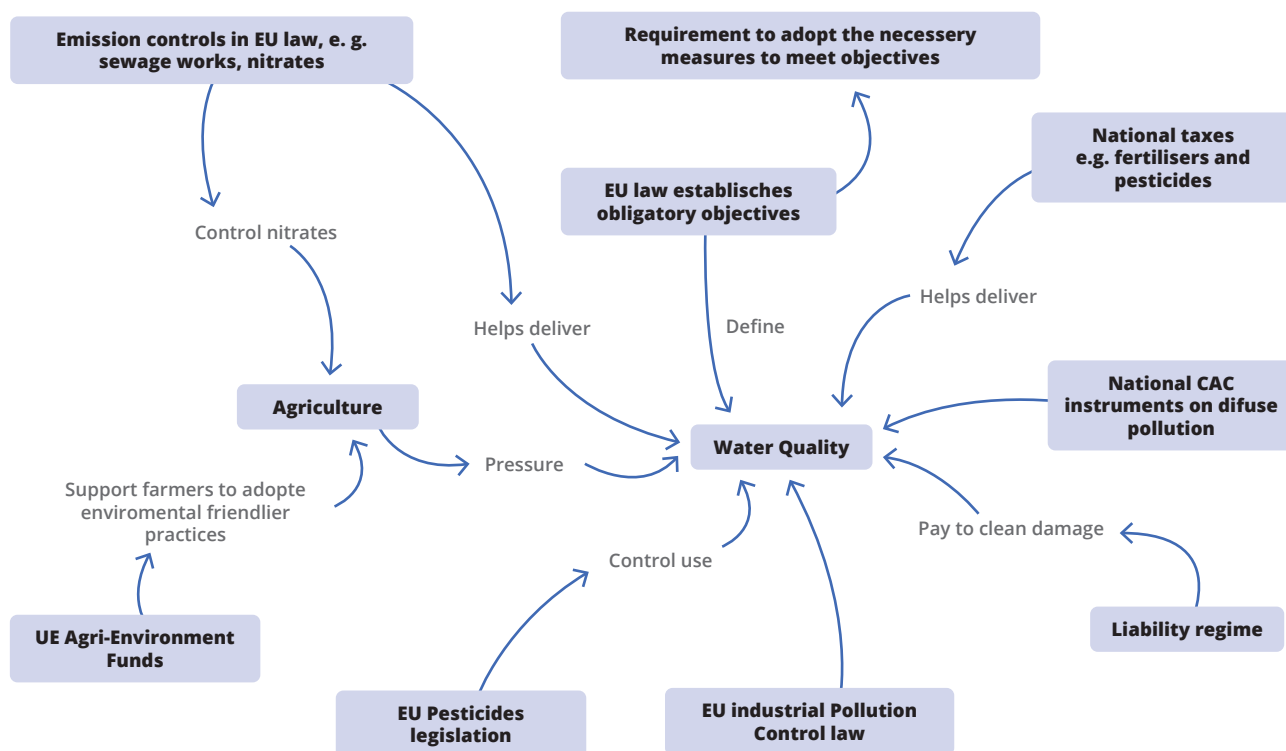 Emission controls in EU law, e. g.
sewage works, nitrates
Requirement to adopt the necessery
measures to meet objectives
National taxes
e.g. fertilisers and
pesticides
EU law establisches
obligatory objectives
Control nitrates
Helps deliver
Helps deliver
Define
Agriculture
National CAC
instruments on difuse
pollution
Water Quality
Pressure
Support farmers to adopte
enviromental friendlier
practices
Pay to clean damage
Control use
UE Agri-Environment
Funds
Liability regime
EU Pesticides
legislation
EU industrial Pollution
Control law